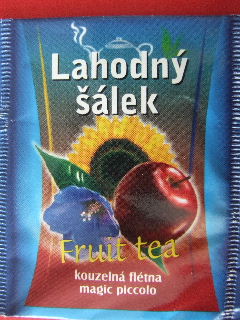 Lahodný
šálek
Fruit tea
kouzelná flétna
magic piccolo